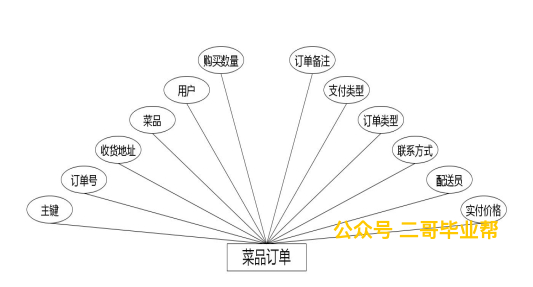 购买数量
订单备注
用户
支付类型
菜品
订单类型
收货地址
联系方式
订单号
配送员
主键
实付价格
公众号 二哥毕业帮
菜品订单